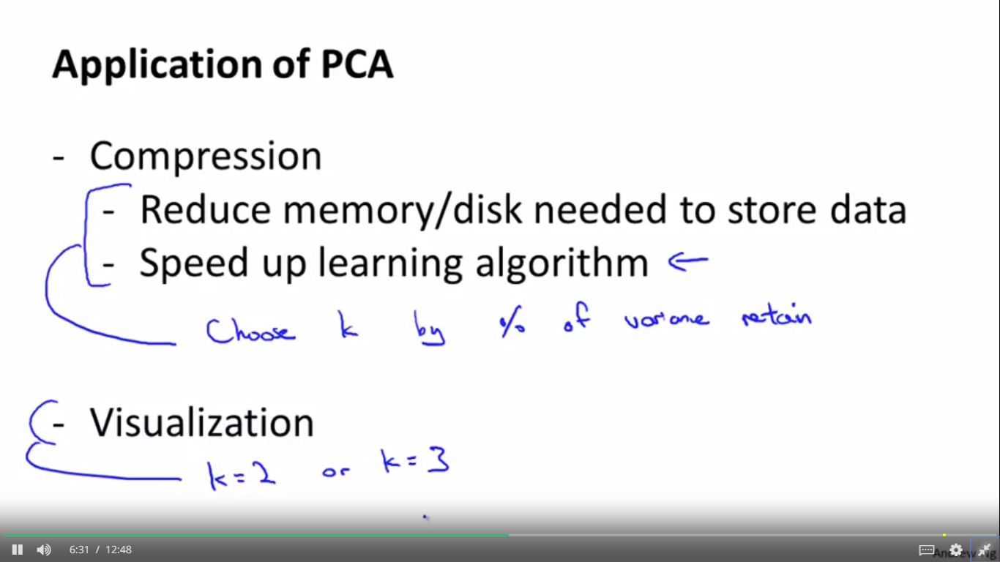 Application of PCA
- Compression
- Reduce memory/disk needed to store data
- Speed up learning algorithm ←
Choose k by % of variance retain
- Visualization
k = 2 or k = 3
6:31 / 12:48
Andrew Ng